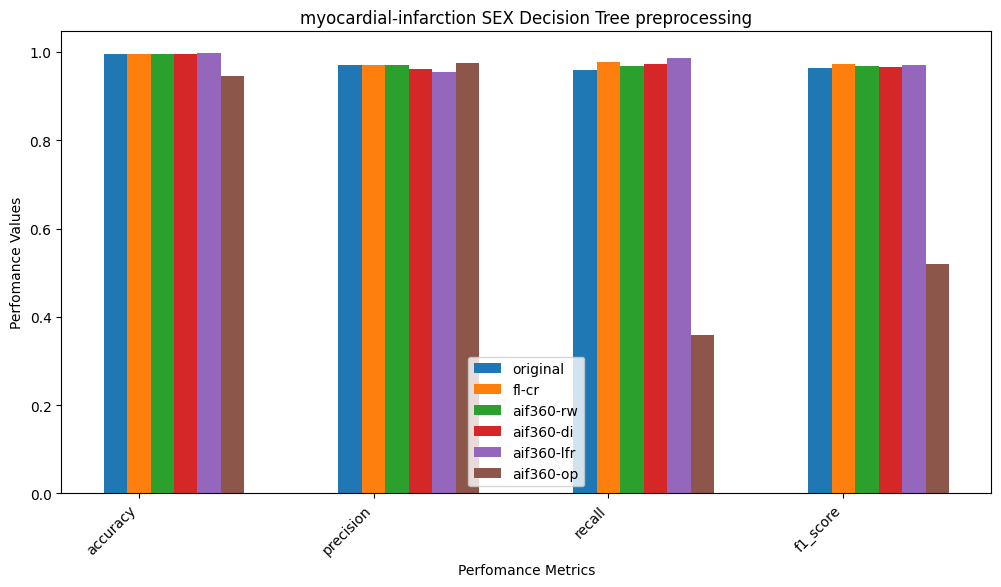 myocardial-infarction SEX Decision Tree preprocessing
Perfomance Values
1.0
0.8
0.6
0.4
0.2
0.0
original
fl-cr
aif360-rw
aif360-di
aif360-lfr
aif360-op
accuracy
precision
recall
f1_score
Perfomance Metrics